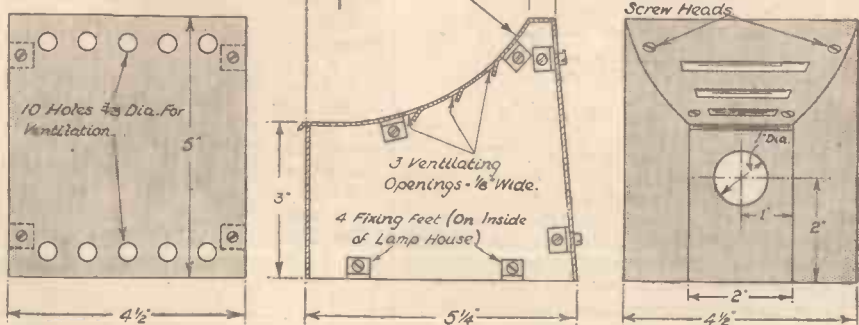 10 Holes ⅜ Dia. For
Ventilation.
5"
4½"
3"
3 Ventilating
Openings - ⅛" Wide.
4 Fixing Feet (On Inside
of Lamp House)
5¼"
Screw Heads
1" Dia.
1"
2"
2"
4½"